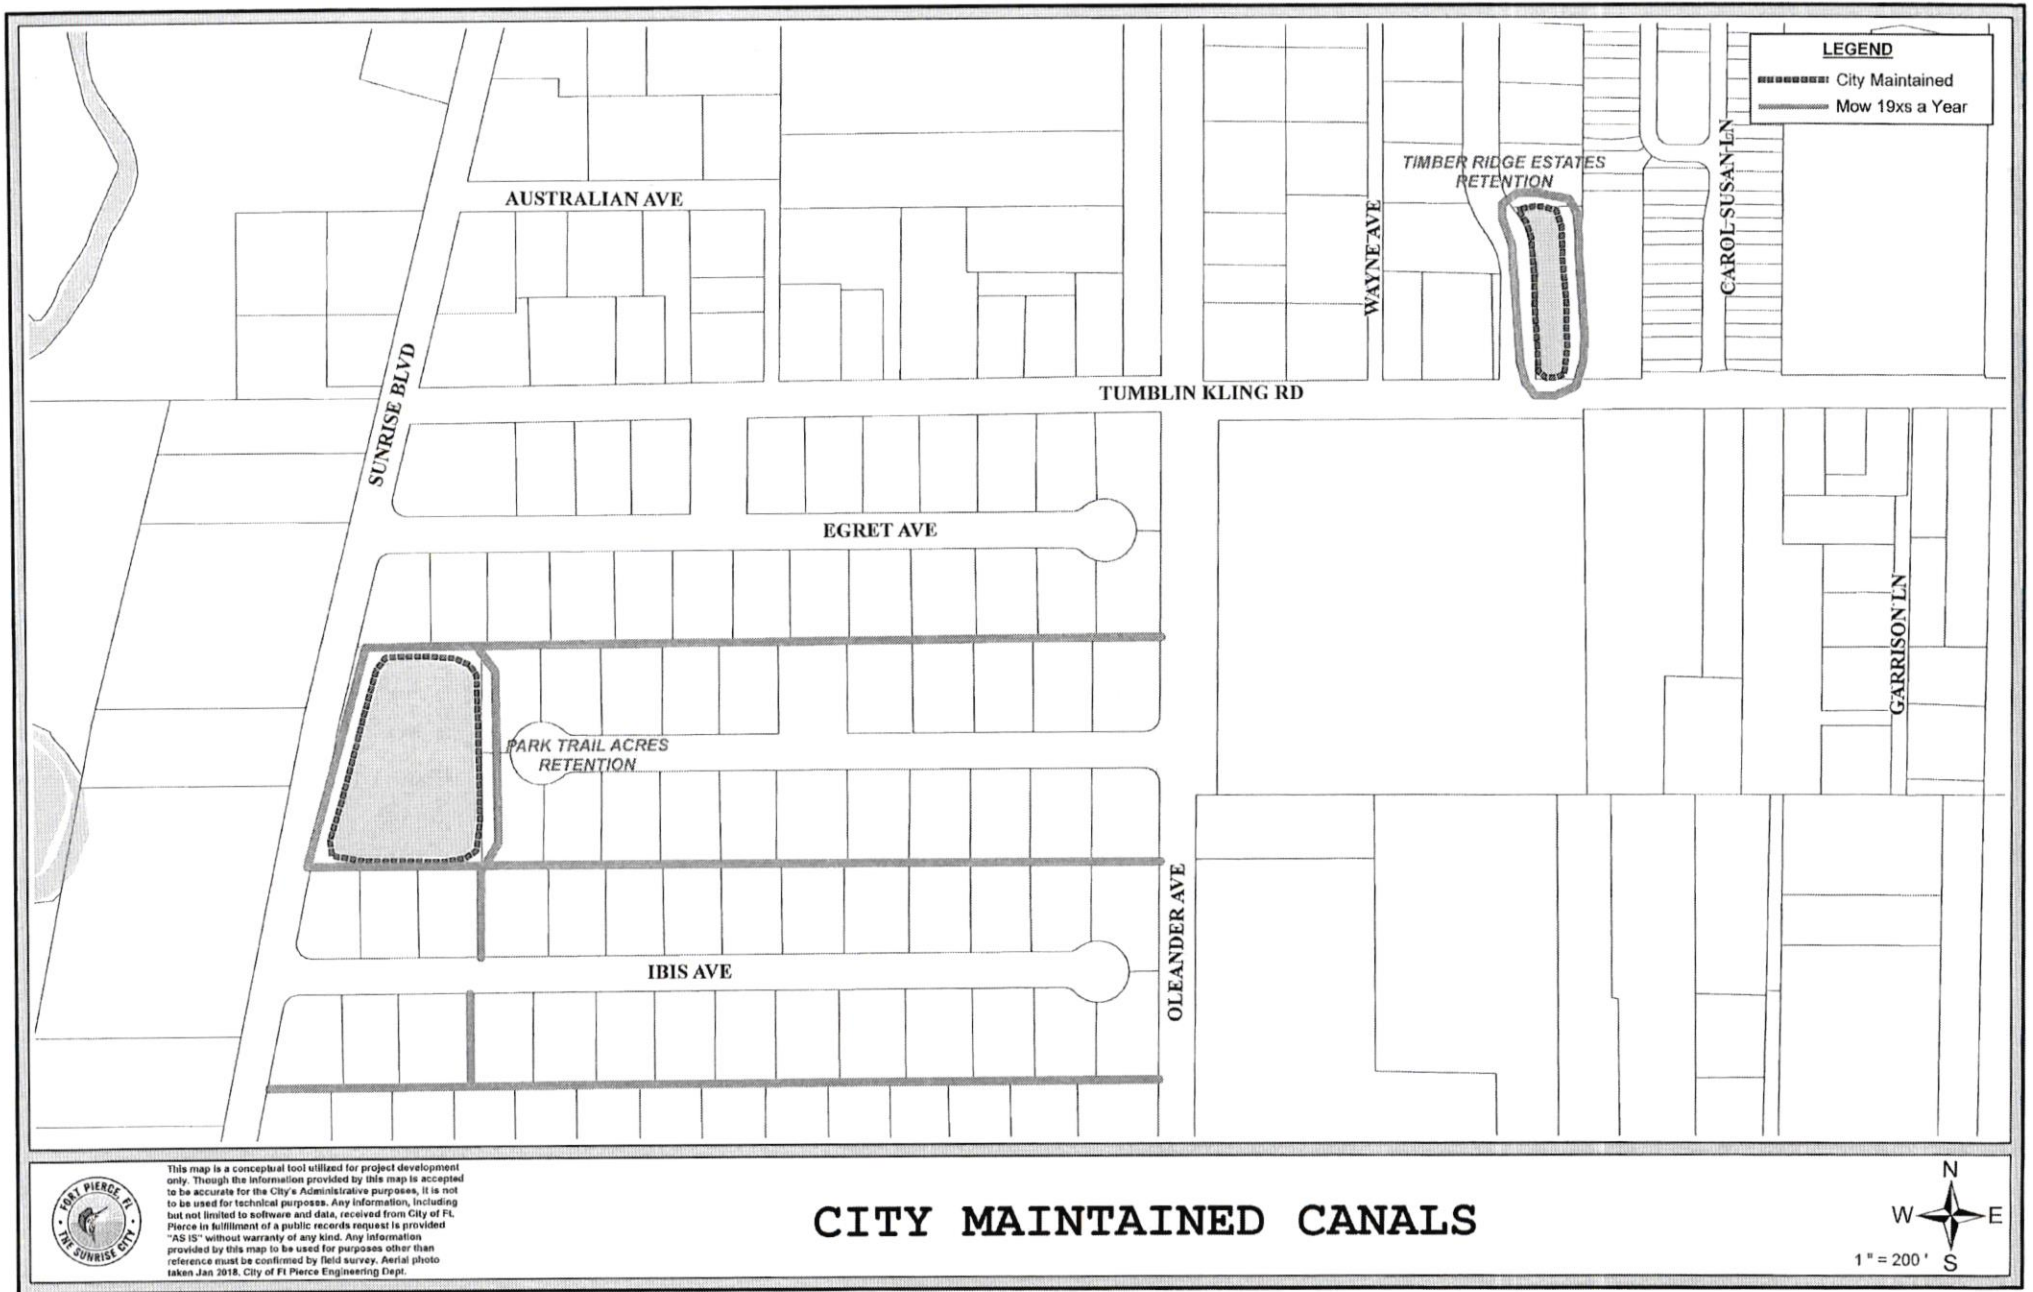 LEGEND
City Maintained
Mow 19xs a Year
TIMBER RIDGE ESTATES
RETENTION
AUSTRALIAN AVE
WAYNE AVE
CAROL SUSAN LN
SUNRISE BLVD
TUMBLIN KLING RD
EGRET AVE
GARRISON LN
PARK TRAIL ACRES
RETENTION
OLEANDER AVE
IBIS AVE
This map is a conceptual tool utilized for project development
only. Though the information provided by this map is accepted
to be accurate for the City's Administrative purposes, it is not
to be used for technical purposes. Any information, including
but not limited to software and data, received from City of Ft.
Pierce in fulfillment of a public records request is provided
"AS IS" without warranty of any kind. Any information
provided by this map to be used for purposes other than
reference must be confirmed by field survey. Aerial photo
taken Jan 2018. City of Ft Pierce Engineering Dept.
FORT PIERCE, FL
THE SUNRISE CITY
CITY MAINTAINED CANALS
N
W E
S
1 " = 200 '